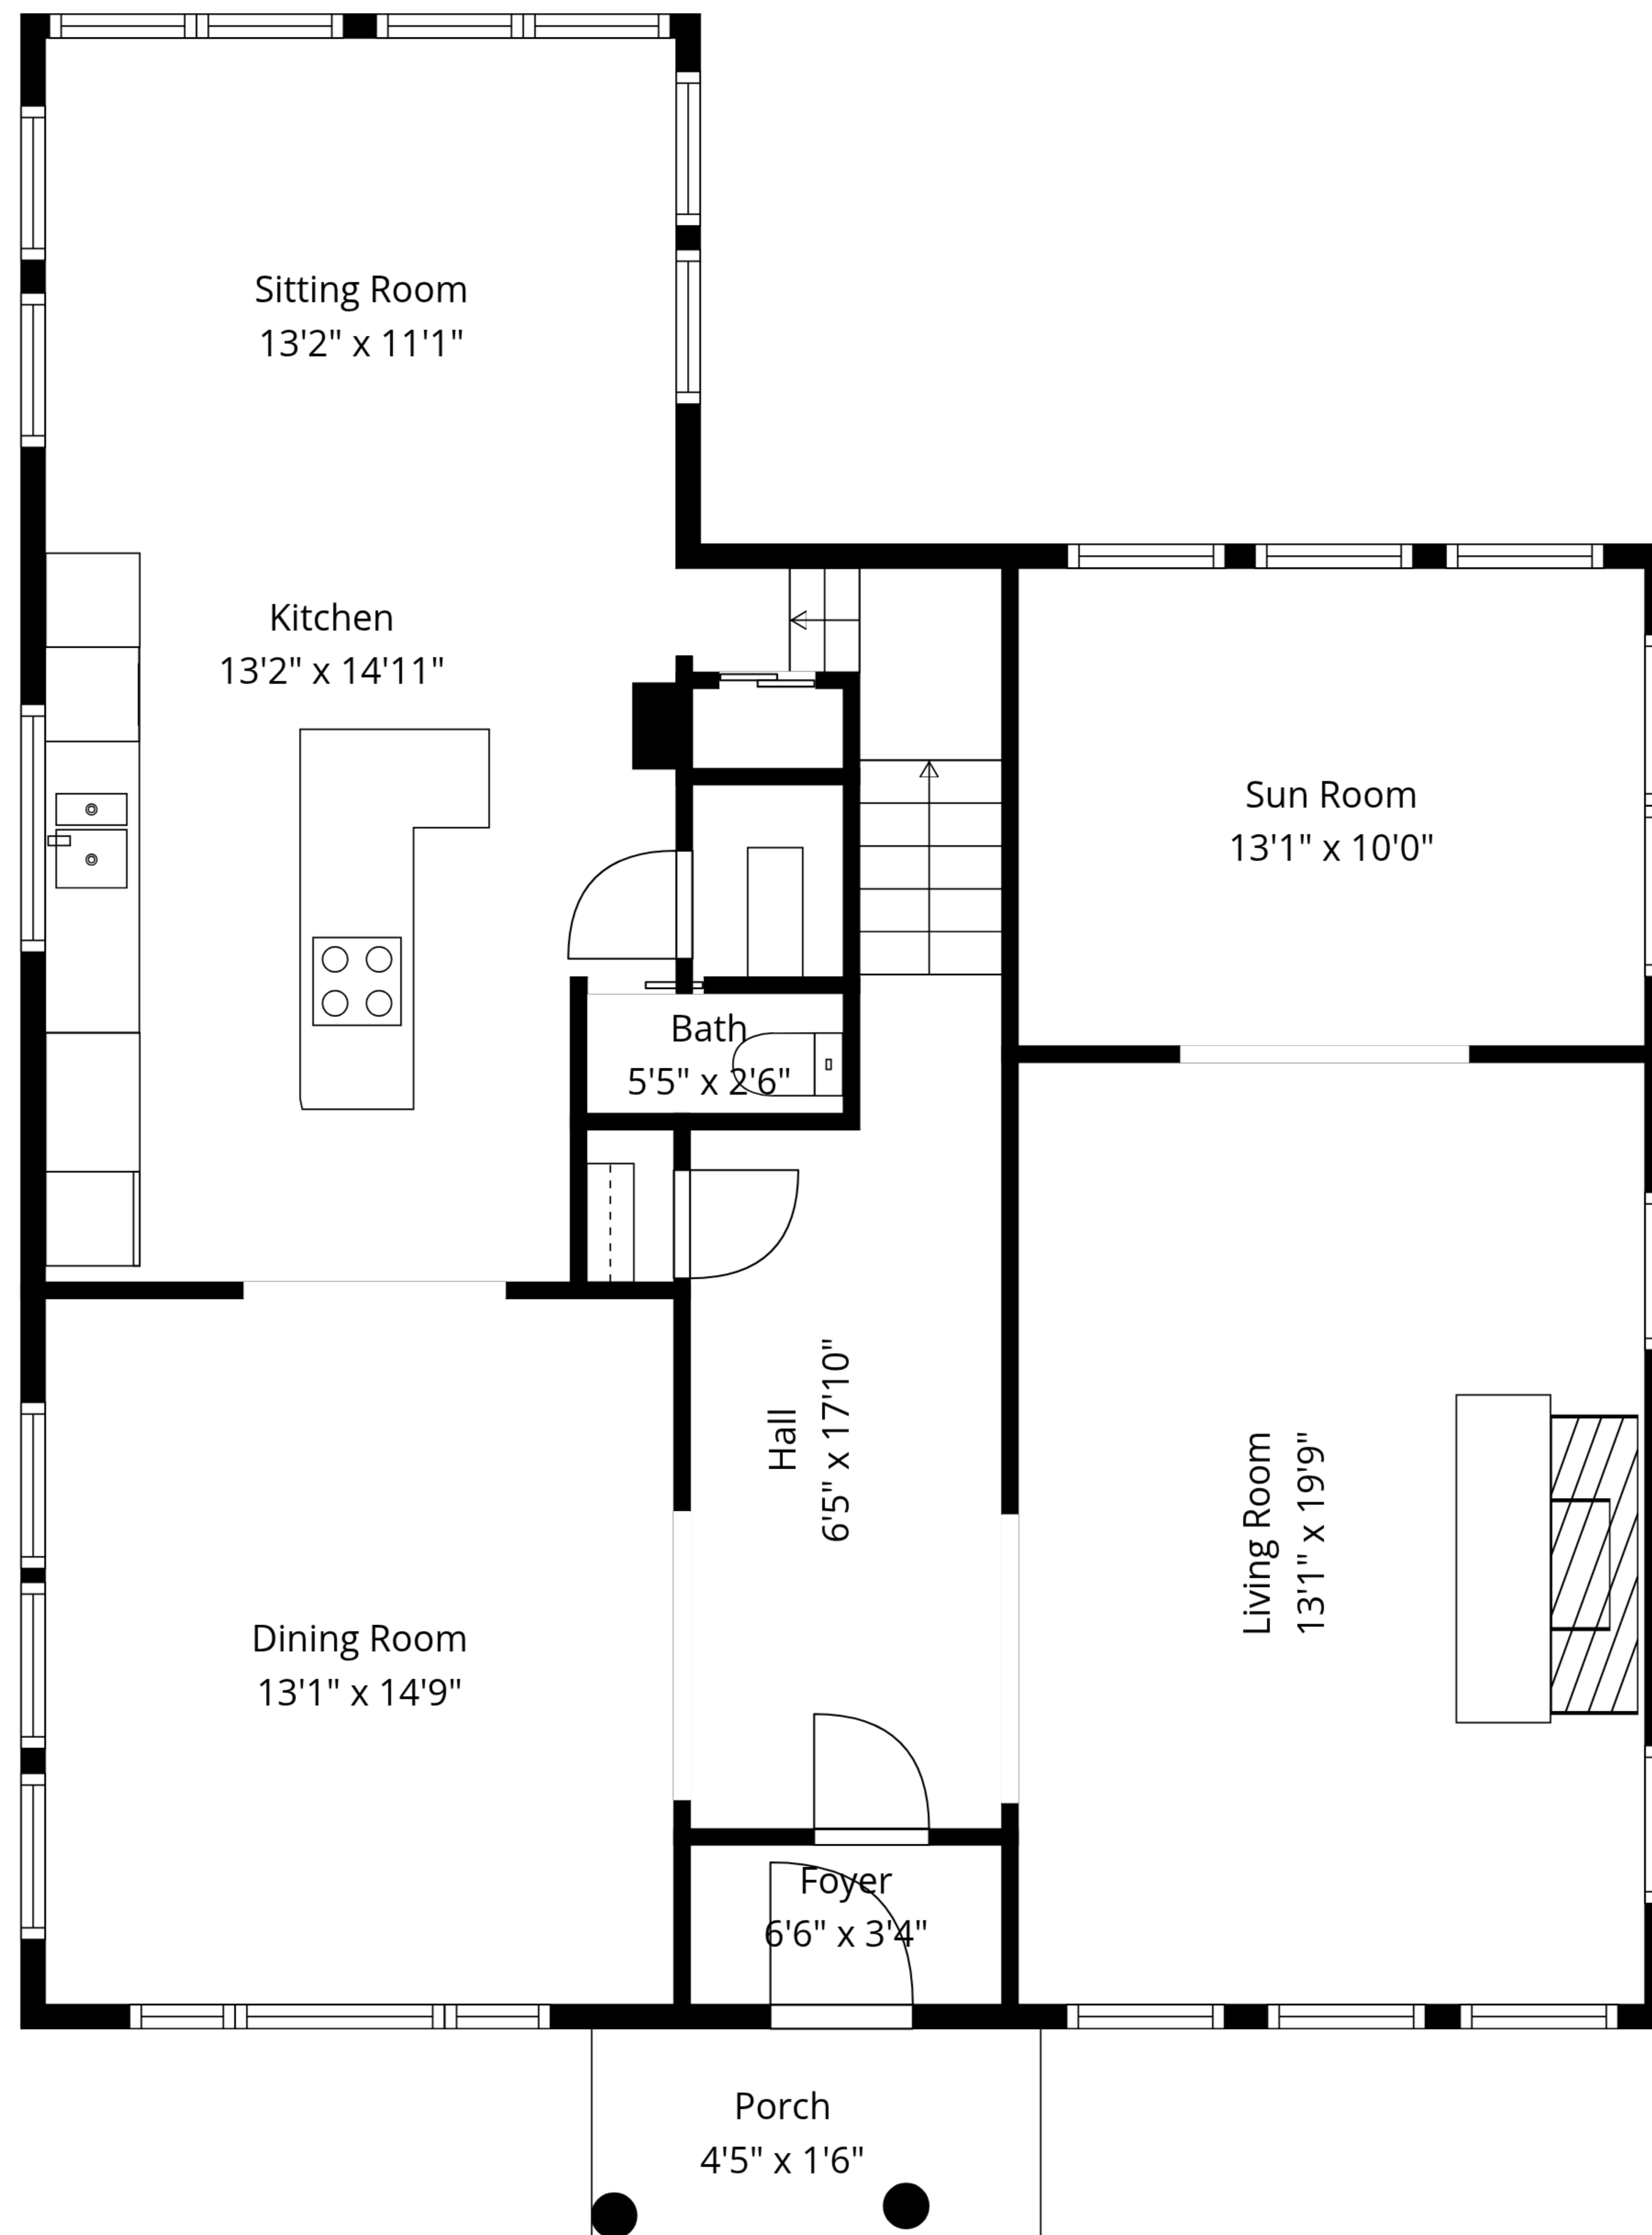 Sitting Room
13'2" x 11'1"
Kitchen
13'2" x 14'11"
Sun Room
13'1" x 10'0"
Bath
5'5" x 2'6"
Hall
6'5" x 17'10"
Living Room
13'1" x 19'9"
Dining Room
13'1" x 14'9"
Foyer
6'6" x 3'4"
Porch
4'5" x 1'6"